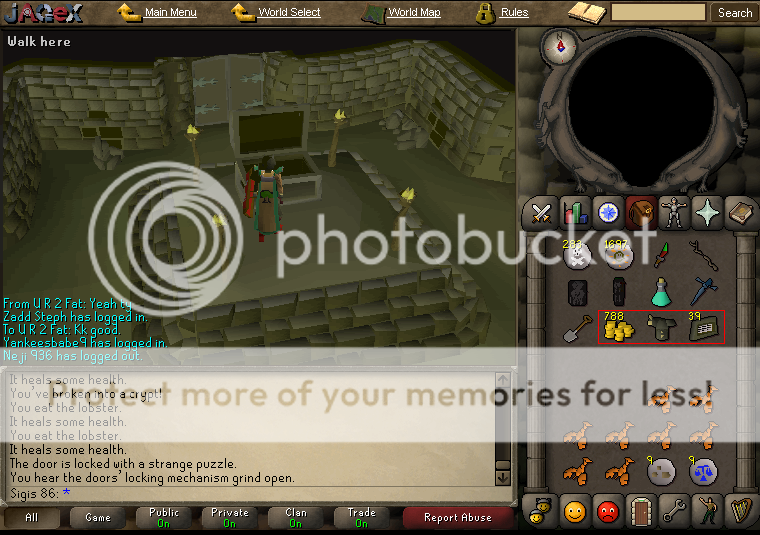 JAGeX Main Menu World Select World Map Rules Search
Walk here
photobucket
From U R 2 Fat: Yeah ty.
Zadd Steph has logged in.
To U R 2 Fat: Kk good.
Yankeesbabe9 has logged in.
Neji 936 has logged out.
Protect more of your memories for less!
It heals some health.
You've broken into a crypt!
You eat the lobster.
It heals some health.
You eat the lobster.
It heals some health.
The door is locked with a strange puzzle.
You hear the doors' locking mechanism grind open.
Sigis 86: *
1697
788 39
9 9
All Game Public On Private On Clan On Trade On Report Abuse